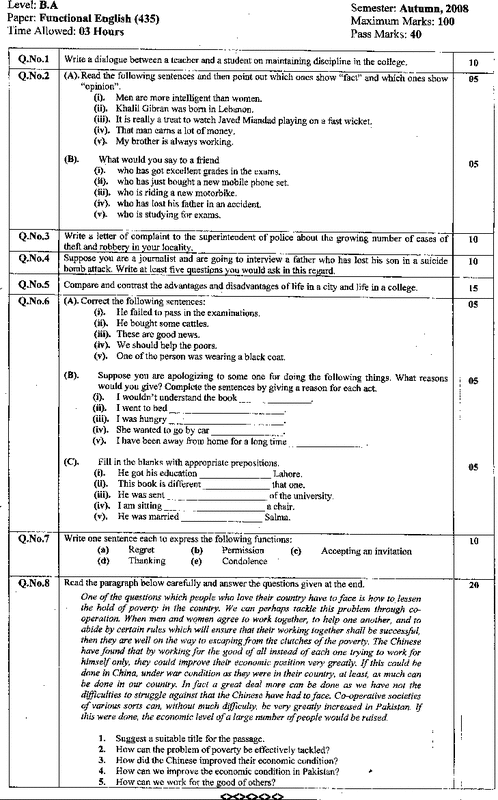 Level: B.A
Paper: Functional English (435)
Time Allowed: 03 Hours
Semester: Autumn, 2008
Maximum Marks: 100
Pass Marks: 40
Q.No.1 Write a dialogue between a teacher and a student on maintaining discipline in the college. 10
Q.No.2 (A). Read the following sentences and then point out which ones show "fact" and which ones show 05
"opinion".
(i). Men are more intelligent than women.
(ii). Khalil Gibran was born in Lebenon.
(iii). It is really a treat to watch Javed Miandad playing on a fast wicket.
(iv). That man earns a lot of money.
(v). My brother is always working.
(B). What would you say to a friend 05
(i). who has got excellent grades in the exams.
(ii). who has just bought a new mobile phone set.
(iii). who is riding a new motorbike.
(iv). who has lost his father in an accident.
(v). who is studying for exams.
Q.No.3 Write a letter of complaint to the superintendent of police about the growing number of cases of 10
theft and robbery in your locality.
Q.No.4 Suppose you are a journalist and are going to interview a father who has lost his son in a suicide 10
bomb attack. Write at least five questions you would ask in this regard.
Q.No.5 Compare and contrast the advantages and disadvantages of life in a city and life in a college. 15
Q.No.6 (A). Correct the following sentences: 05
(i). He failed to pass in the examinations.
(ii). He bought some cattles.
(iii). These are good news.
(iv). We should help the poors.
(v). One of the person was wearing a black coat.
(B). Suppose you are apologizing to some one for doing the following things. What reasons 05
would you give? Complete the sentences by giving a reason for each act.
(i). I wouldn't understand the book ____________.
(ii). I went to bed ____________.
(iii). I was hungry ____________.
(iv). She wanted to go by car ____________.
(v). I have been away from home for a long time ____________.
(C). Fill in the blanks with appropriate prepositions. 05
(i). He got his education ____________ Lahore.
(ii). This book is different ____________ that one.
(iii). He was sent ____________ of the university.
(iv). I am sitting ____________ a chair.
(v). He was married ____________ Salma.
Q.No.7 Write one sentence each to express the following functions: 10
(a) Regret (b) Permission (c) Accepting an invitation
(d) Thanking (e) Condolence
Q.No.8 Read the paragraph below carefully and answer the questions given at the end. 20
One of the questions which people who love their country have to face is how to lessen
the hold of poverty in the country. We can perhaps tackle this problem through co-
operation. When men and women agree to work together, to help one another, and to
abide by certain rules which will ensure that their working together shall be successful,
then they are well on the way to escaping from the clutches of the poverty. The Chinese
have found that by working for the good of all instead of each one trying to work for
himself only, they could improve their economic position very greatly. If this could be
done in China, under war condition as they were in their country, at least, as much can
be done in our country. In fact a great deal more can be done as we have not the
difficulties to struggle against that the Chinese have had to face. Co-operative societies
of various sorts can, without much difficulty, be very greatly increased in Pakistan. If
this were done, the economic level of a large number of people would be raised.
1. Suggest a suitable title for the passage.
2. How can the problem of poverty be effectively tackled?
3. How did the Chinese improved their economic condition?
4. How can we improve the economic condition in Pakistan?
5. How can we work for the good of others?